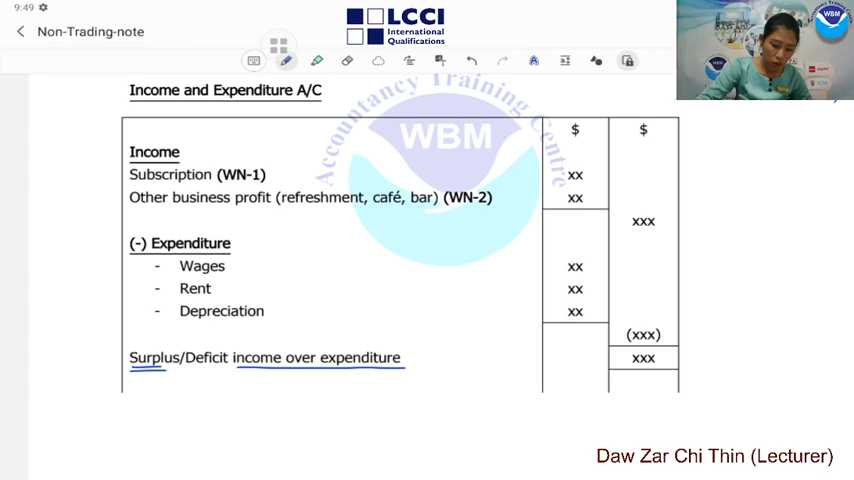 9:49
Non-Trading-note
LCCI
International
Qualifications
WBM
Income and Expenditure A/C
Accountancy Training Centre
WBM
$ $
Income
Subscription (WN-1) xx
Other business profit (refreshment, café, bar) (WN-2) xx
xxx
(-) Expenditure
- Wages xx
- Rent xx
- Depreciation xx
(xxx)
Surplus/Deficit income over expenditure xxx
Daw Zar Chi Thin (Lecturer)